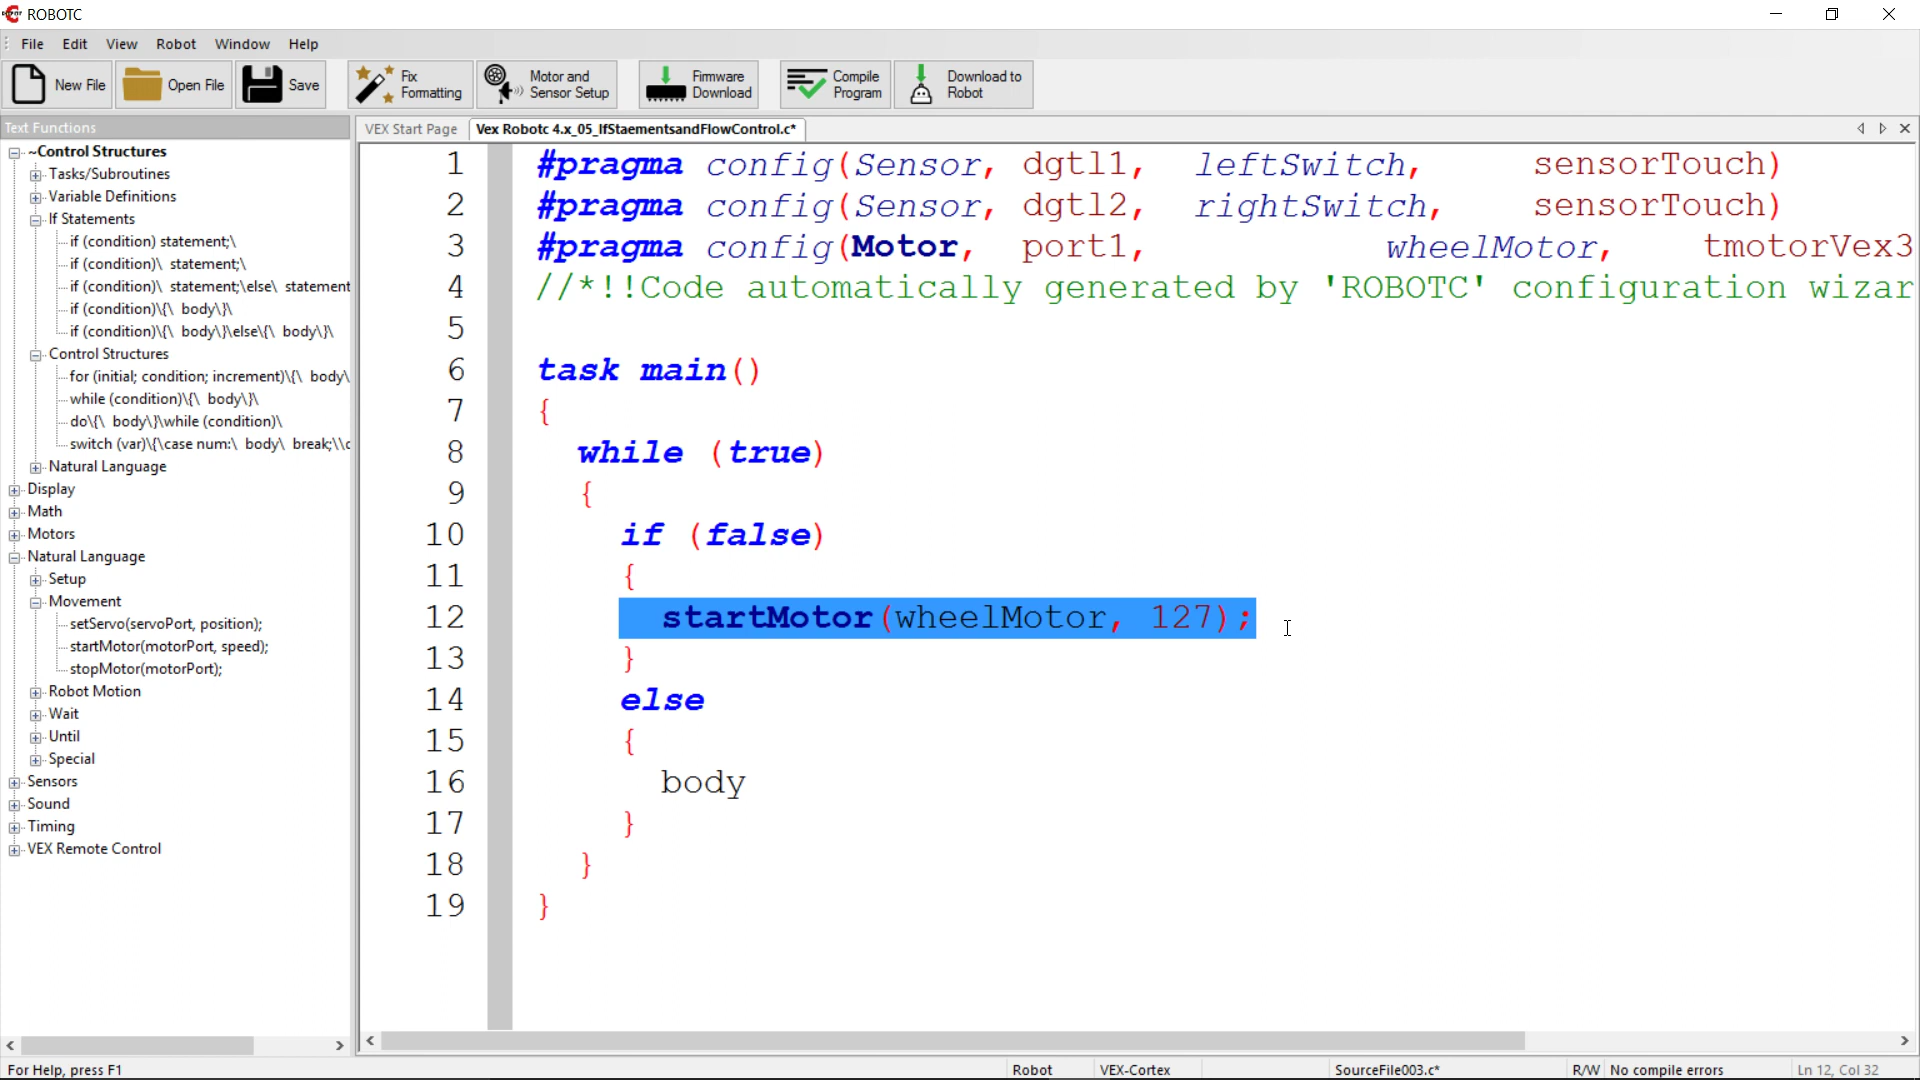 ROBOTC
File Edit View Robot Window Help
New File Open File Save Fix Formatting Motor and Sensor Setup Firmware Download Compile Program Download to Robot
Text Functions
~Control Structures
Tasks/Subroutines
Variable Definitions
If Statements
if (condition) statement;\
if (condition)\ statement;\
if (condition)\ statement;\else\ statement
if (condition)\{\ body\}\
if (condition)\{\ body\}\else\{\ body\}\
Control Structures
for (initial; condition; increment)\{\ body\
while (condition)\{\ body\}\
do\{\ body\}\while (condition)\
switch (var)\{\case num:\ body\ break;\\c
Natural Language
Display
Math
Motors
Natural Language
Setup
Movement
setServo(servoPort, position);
startMotor(motorPort, speed);
stopMotor(motorPort);
Robot Motion
Wait
Until
Special
Sensors
Sound
Timing
VEX Remote Control
VEX Start Page Vex Robotc 4.x_05_IfStaementsandFlowControl.c*
1 #pragma config(Sensor, dgtl1, leftSwitch, sensorTouch)
2 #pragma config(Sensor, dgtl2, rightSwitch, sensorTouch)
3 #pragma config(Motor, port1, wheelMotor, tmotorVex3
4 //*!!Code automatically generated by 'ROBOTC' configuration wizar
5
6 task main()
7 {
8 while (true)
9 {
10 if (false)
11 {
12 startMotor(wheelMotor, 127);
13 }
14 else
15 {
16 body
17 }
18 }
19 }
For Help, press F1 Robot VEX-Cortex SourceFile003.c* R/W No compile errors Ln 12, Col 32